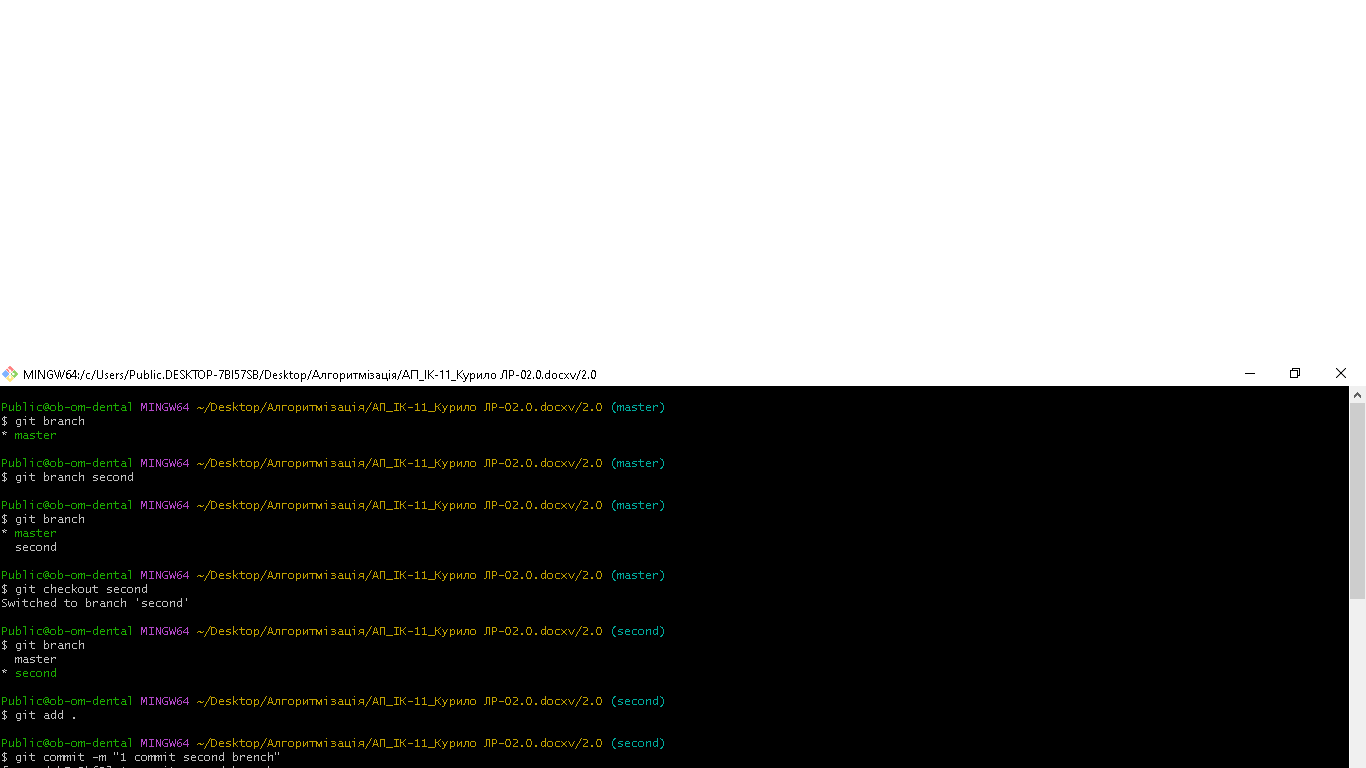 MINGW64:/c/Users/Public.DESKTOP-7BI57SB/Desktop/Алгоритмізація/АП_ІК-11_Курило ЛР-02.0.docxv/2.0
Public@ob-om-dental MINGW64 ~/Desktop/Алгоритмізація/АП_ІК-11_Курило ЛР-02.0.docxv/2.0 (master)
$ git branch
* master
Public@ob-om-dental MINGW64 ~/Desktop/Алгоритмізація/АП_ІК-11_Курило ЛР-02.0.docxv/2.0 (master)
$ git branch second
Public@ob-om-dental MINGW64 ~/Desktop/Алгоритмізація/АП_ІК-11_Курило ЛР-02.0.docxv/2.0 (master)
$ git branch
* master
second
Public@ob-om-dental MINGW64 ~/Desktop/Алгоритмізація/АП_ІК-11_Курило ЛР-02.0.docxv/2.0 (master)
$ git checkout second
Switched to branch 'second'
Public@ob-om-dental MINGW64 ~/Desktop/Алгоритмізація/АП_ІК-11_Курило ЛР-02.0.docxv/2.0 (second)
$ git branch
master
* second
Public@ob-om-dental MINGW64 ~/Desktop/Алгоритмізація/АП_ІК-11_Курило ЛР-02.0.docxv/2.0 (second)
$ git add .
Public@ob-om-dental MINGW64 ~/Desktop/Алгоритмізація/АП_ІК-11_Курило ЛР-02.0.docxv/2.0 (second)
$ git commit -m "1 commit second brench"